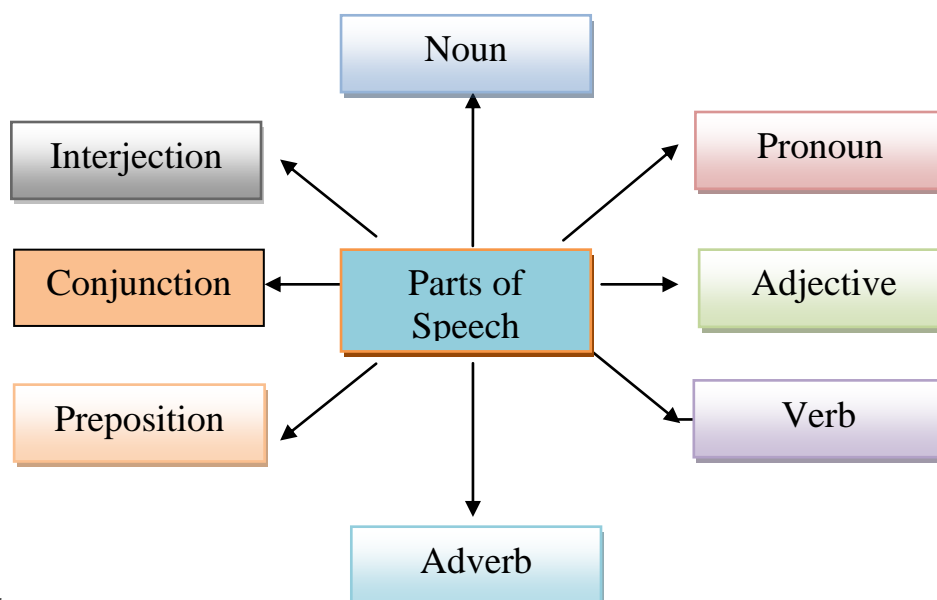 Noun
Pronoun
Interjection
Conjunction
Parts of
Speech
Adjective
Preposition
Verb
Adverb